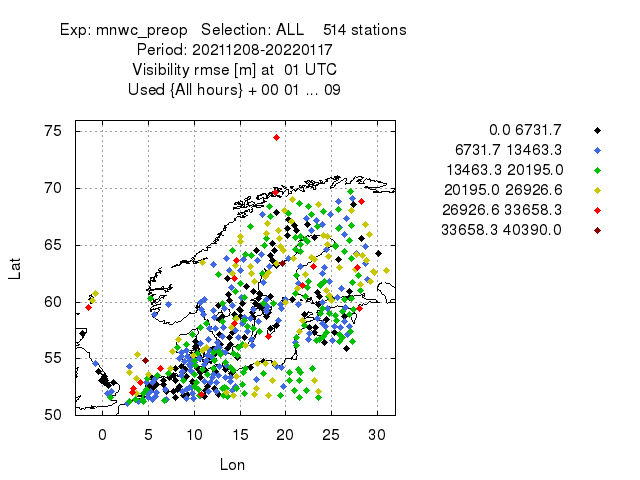 Exp: mnwc_preop   Selection: ALL    514 stations
Period: 20211208-20220117
Visibility rmse [m] at  01 UTC
Used {All hours} + 00 01 ... 09
75
70
65
60
55
50
Lat
0 5 10 15 20 25 30
Lon
0.0 6731.7
6731.7 13463.3
13463.3 20195.0
20195.0 26926.6
26926.6 33658.3
33658.3 40390.0